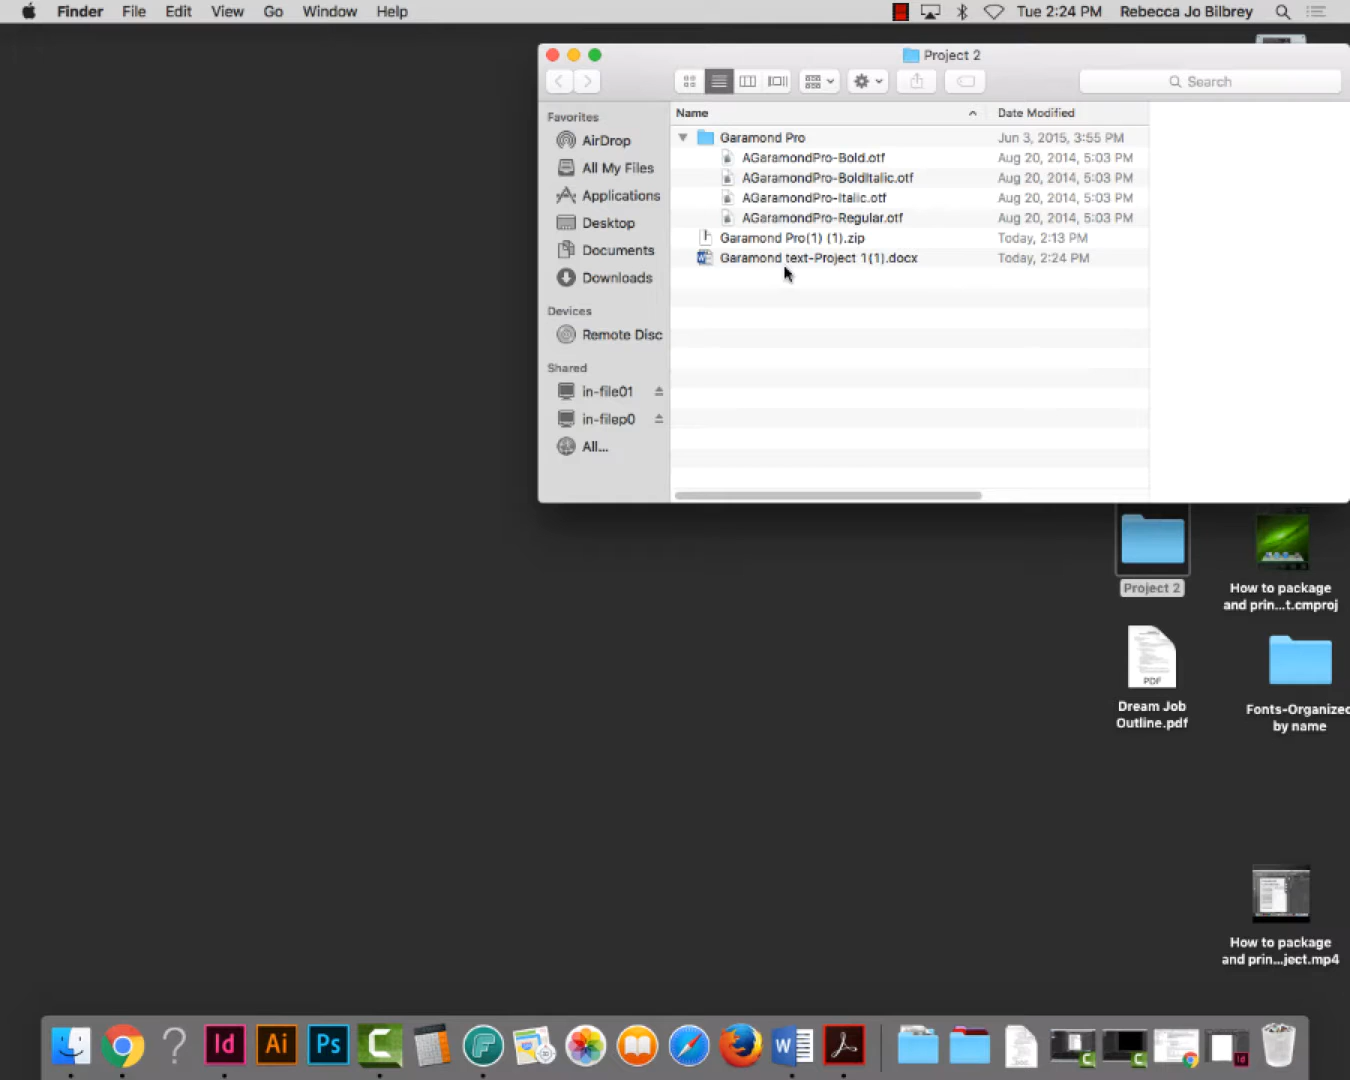 Finder File Edit View Go Window Help Tue 2:24 PM Rebecca Jo Bilbrey
Project 2
Search
Favorites
AirDrop
All My Files
Applications
Desktop
Documents
Downloads
Devices
Remote Disc
Shared
in-file01
in-filep0
All...
Name Date Modified
Garamond Pro Jun 3, 2015, 3:55 PM
AGaramondPro-Bold.otf Aug 20, 2014, 5:03 PM
AGaramondPro-BoldItalic.otf Aug 20, 2014, 5:03 PM
AGaramondPro-Italic.otf Aug 20, 2014, 5:03 PM
AGaramondPro-Regular.otf Aug 20, 2014, 5:03 PM
Garamond Pro(1) (1).zip Today, 2:13 PM
Garamond text-Project 1(1).docx Today, 2:24 PM
Project 2
How to package
and prin...t.cmproj
PDF
Dream Job
Outline.pdf
Fonts-Organized
by name
How to package
and prin...ject.mp4
? Id Ai Ps C W